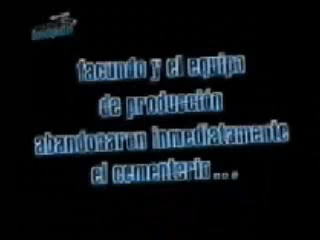 facundo y el equipo
de producción
abandonaron inmediatamente
el cementerio...